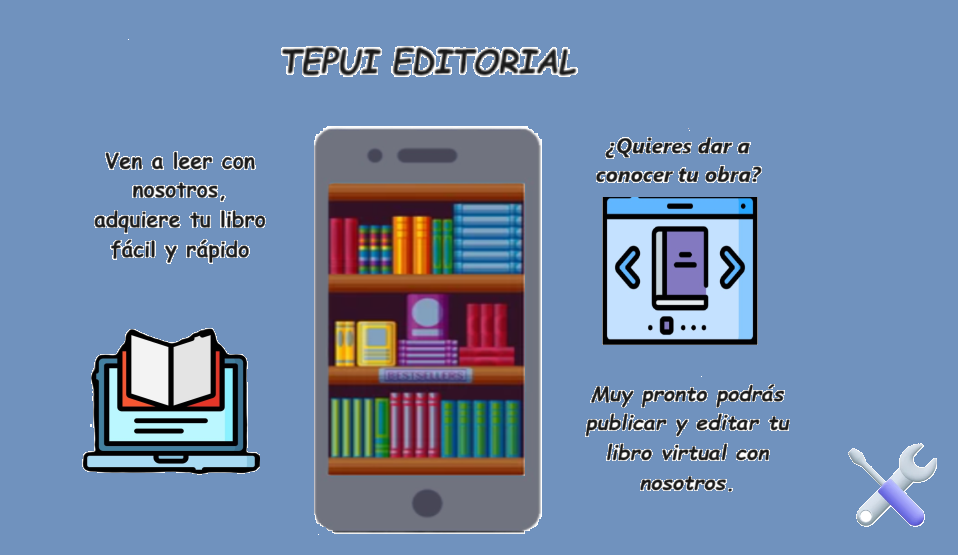 TEPUI EDITORIAL
Ven a leer con
nosotros,
adquiere tu libro
fácil y rápido
¿Quieres dar a
conocer tu obra?
BESTSELLERS
Muy pronto podrás
publicar y editar tu
libro virtual con
nosotros.